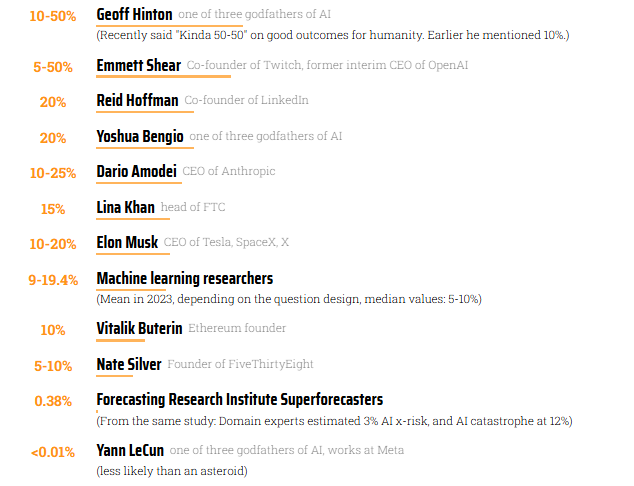 10-50% Geoff Hinton one of three godfathers of AI
(Recently said "Kinda 50-50" on good outcomes for humanity. Earlier he mentioned 10%.)
5-50% Emmett Shear Co-founder of Twitch, former interim CEO of OpenAI
20% Reid Hoffman Co-founder of LinkedIn
20% Yoshua Bengio one of three godfathers of AI
10-25% Dario Amodei CEO of Anthropic
15% Lina Khan head of FTC
10-20% Elon Musk CEO of Tesla, SpaceX, X
9-19.4% Machine learning researchers
(Mean in 2023, depending on the question design, median values: 5-10%)
10% Vitalik Buterin Ethereum founder
5-10% Nate Silver Founder of FiveThirtyEight
0.38% Forecasting Research Institute Superforecasters
(From the same study: Domain experts estimated 3% AI x-risk, and AI catastrophe at 12%)
<0.01% Yann LeCun one of three godfathers of AI, works at Meta
(less likely than an asteroid)